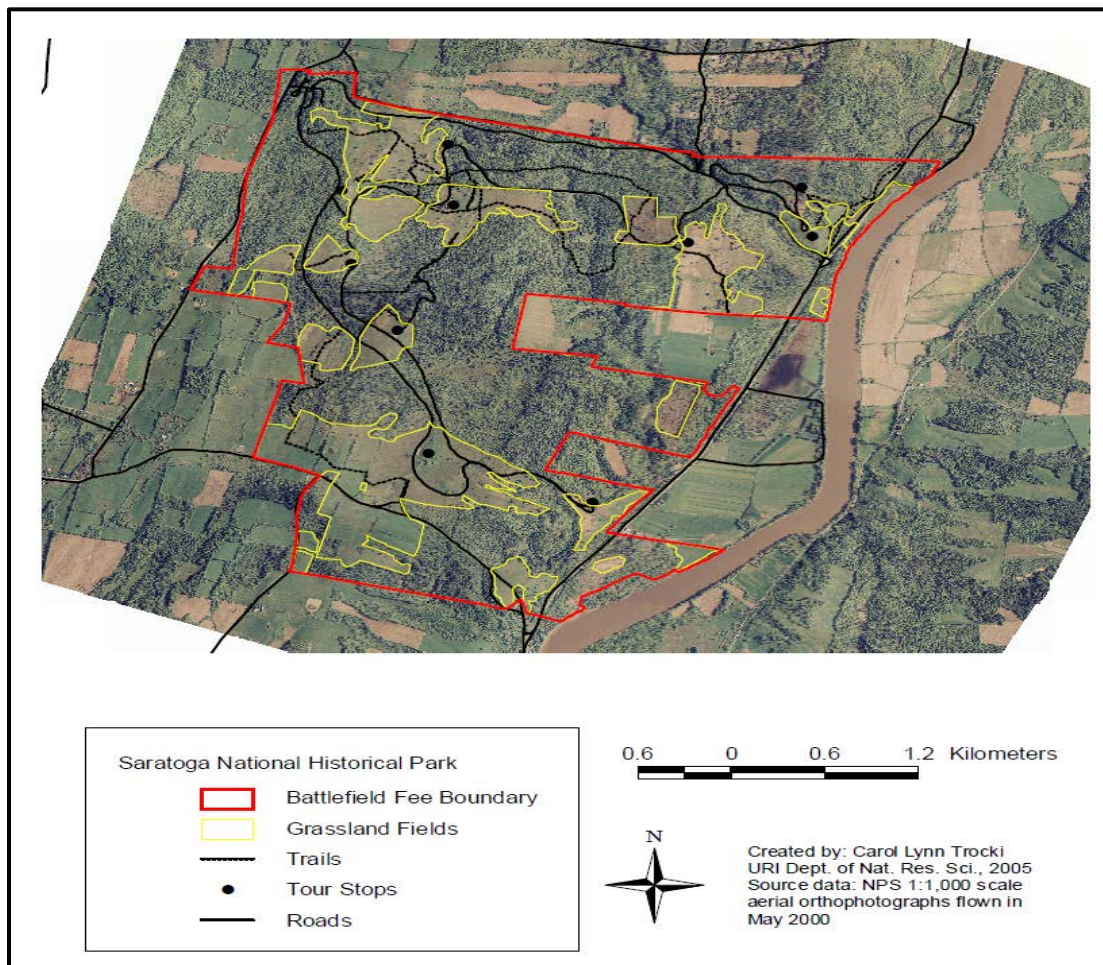 Saratoga National Historical Park
Battlefield Fee Boundary
Grassland Fields
Trails
Tour Stops
Roads
0.6 0 0.6 1.2 Kilometers
N
Created by: Carol Lynn Trocki
URI Dept. of Nat. Res. Sci., 2005
Source data: NPS 1:1,000 scale
aerial orthophotographs flown in
May 2000